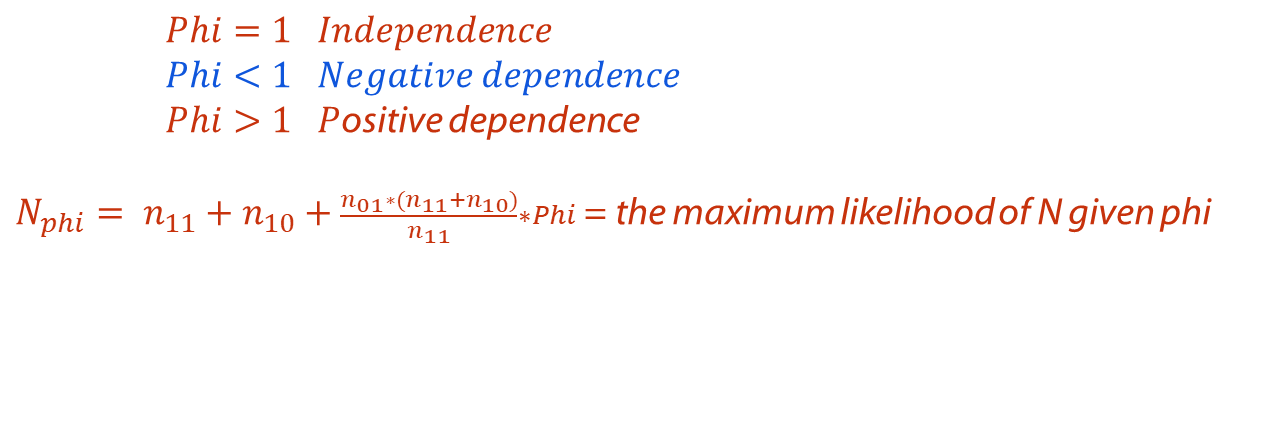 Phi = 1 Independence
Phi < 1 Negative dependence
Phi > 1 Positive dependence
N_phi = n_11 + n_10 + (n_01*(n_11+n_10))/n_11 *Phi = the maximum likelihood of N given phi